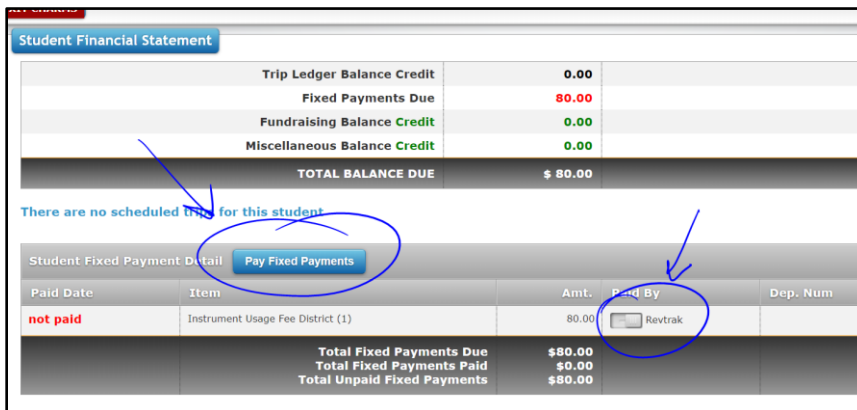 Student Financial Statement
Trip Ledger Balance Credit 0.00
Fixed Payments Due 80.00
Fundraising Balance Credit 0.00
Miscellaneous Balance Credit 0.00
TOTAL BALANCE DUE $ 80.00
There are no scheduled trips for this student
Student Fixed Payment Detail Pay Fixed Payments
Paid Date Item Amt. Paid By Dep. Num
not paid Instrument Usage Fee District (1) 80.00 Revtrak
Total Fixed Payments Due $80.00
Total Fixed Payments Paid $0.00
Total Unpaid Fixed Payments $80.00